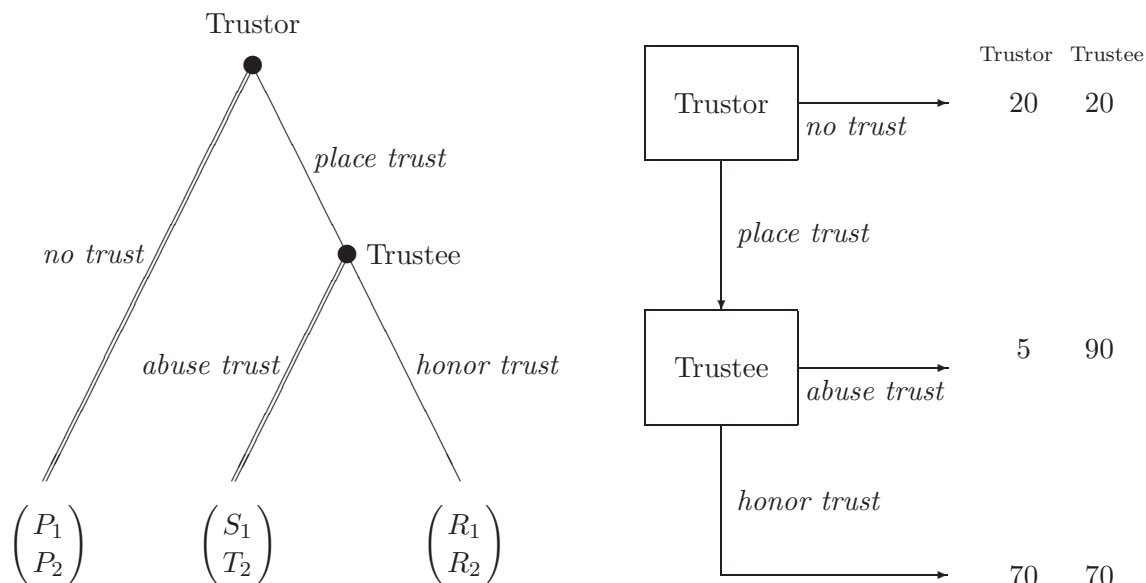 Trustor
place trust
no trust
Trustee
abuse trust
honor trust
P1
P2
S1
T2
R1
R2
Trustor Trustee
Trustor
20 20
no trust
place trust
Trustee
5 90
abuse trust
honor trust
70 70